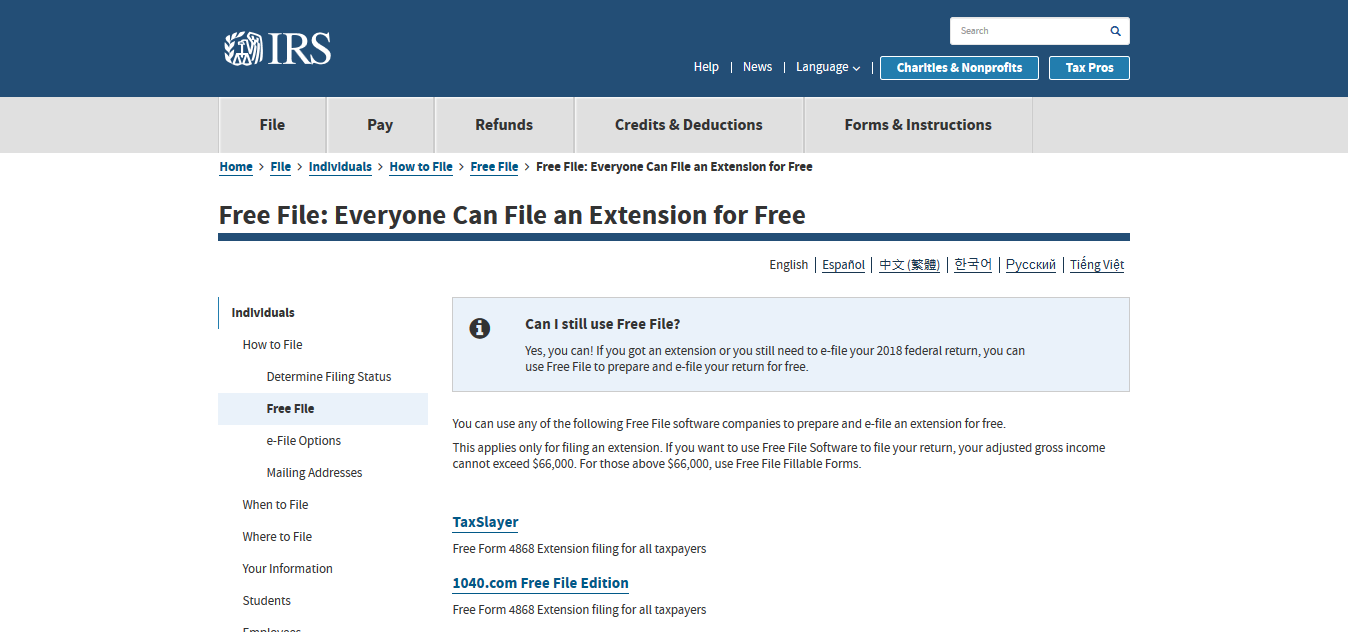 IRS
Search
Help | News | Language | Charities & Nonprofits Tax Pros
File Pay Refunds Credits & Deductions Forms & Instructions
Home > File > Individuals > How to File > Free File > Free File: Everyone Can File an Extension for Free
Free File: Everyone Can File an Extension for Free
English | Español | 中文 (繁體) | 한국어 | Русский | Tiếng Việt
Individuals
How to File
Determine Filing Status
Free File
e-File Options
Mailing Addresses
When to File
Where to File
Your Information
Students
Employees
Can I still use Free File?
Yes, you can! If you got an extension or you still need to e-file your 2018 federal return, you can
use Free File to prepare and e-file your return for free.
You can use any of the following Free File software companies to prepare and e-file an extension for free.
This applies only for filing an extension. If you want to use Free File Software to file your return, your adjusted gross income
cannot exceed $66,000. For those above $66,000, use Free File Fillable Forms.
TaxSlayer
Free Form 4868 Extension filing for all taxpayers
1040.com Free File Edition
Free Form 4868 Extension filing for all taxpayers